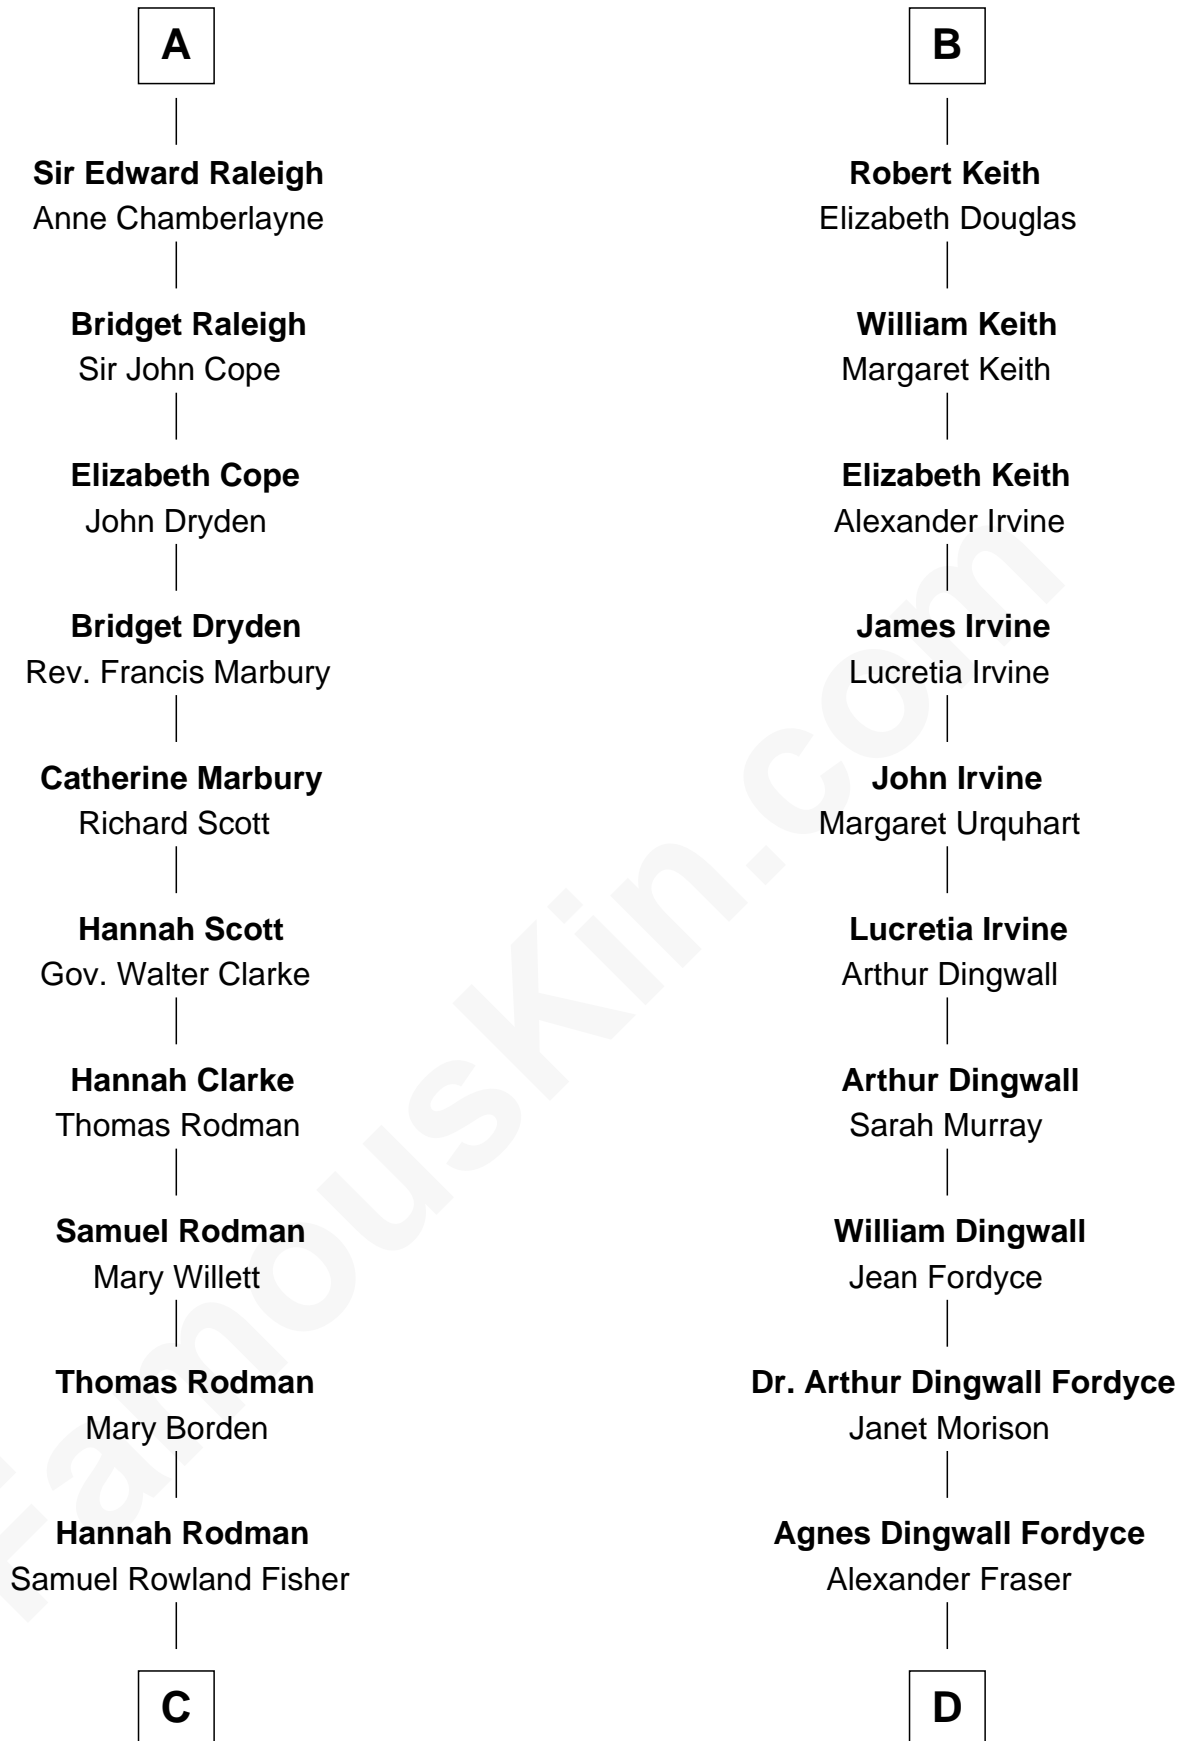 A
Sir Edward Raleigh
Anne Chamberlayne
Bridget Raleigh
Sir John Cope
Elizabeth Cope
John Dryden
Bridget Dryden
Rev. Francis Marbury
Catherine Marbury
Richard Scott
Hannah Scott
Gov. Walter Clarke
Hannah Clarke
Thomas Rodman
Samuel Rodman
Mary Willett
Thomas Rodman
Mary Borden
Hannah Rodman
Samuel Rowland Fisher
C
B
Robert Keith
Elizabeth Douglas
William Keith
Margaret Keith
Elizabeth Keith
Alexander Irvine
James Irvine
Lucretia Irvine
John Irvine
Margaret Urquhart
Lucretia Irvine
Arthur Dingwall
Arthur Dingwall
Sarah Murray
William Dingwall
Jean Fordyce
Dr. Arthur Dingwall Fordyce
Janet Morison
Agnes Dingwall Fordyce
Alexander Fraser
D
FamousKin.com